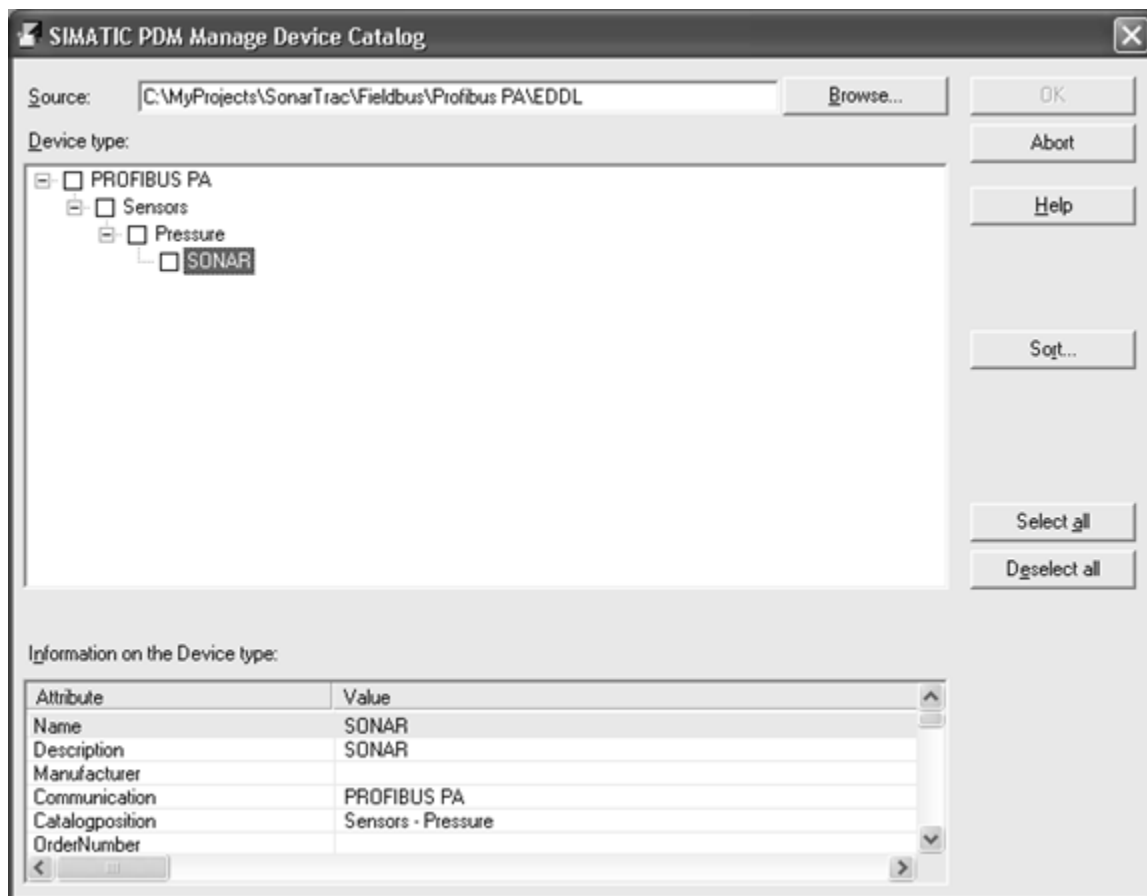 SIMATIC PDM Manage Device Catalog
Source: C:\MyProjects\SonarTrac\Fieldbus\Profibus PA\EDDL Browse... OK
Device type: Abort
PROFIBUS PA
Sensors Help
Pressure
SONAR
Sort...
Select all
Deselect all
Information on the Device type:
Attribute Value
Name SONAR
Description SONAR
Manufacturer
Communication PROFIBUS PA
Catalogposition Sensors - Pressure
OrderNumber